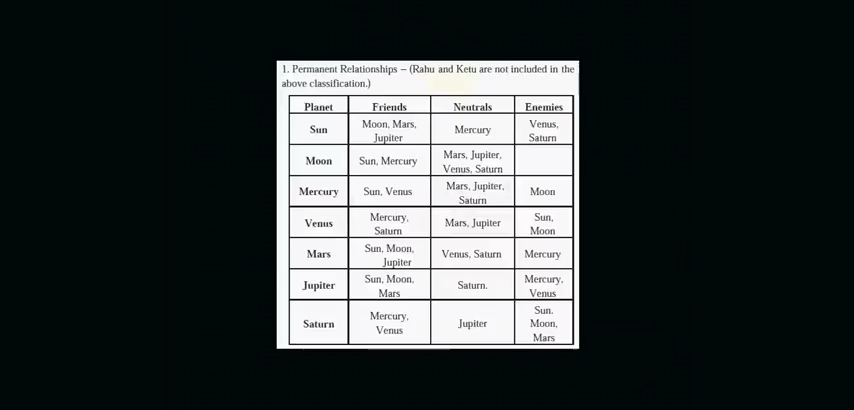 1. Permanent Relationships – (Rahu and Ketu are not included in the
above classification.)
Planet Friends Neutrals Enemies
Sun Moon, Mars, Jupiter Mercury Venus, Saturn
Moon Sun, Mercury Mars, Jupiter, Venus, Saturn
Mercury Sun, Venus Mars, Jupiter, Saturn Moon
Venus Mercury, Saturn Mars, Jupiter Sun, Moon
Mars Sun, Moon, Jupiter Venus, Saturn Mercury
Jupiter Sun, Moon, Mars Saturn. Mercury, Venus
Saturn Mercury, Venus Jupiter Sun. Moon, Mars